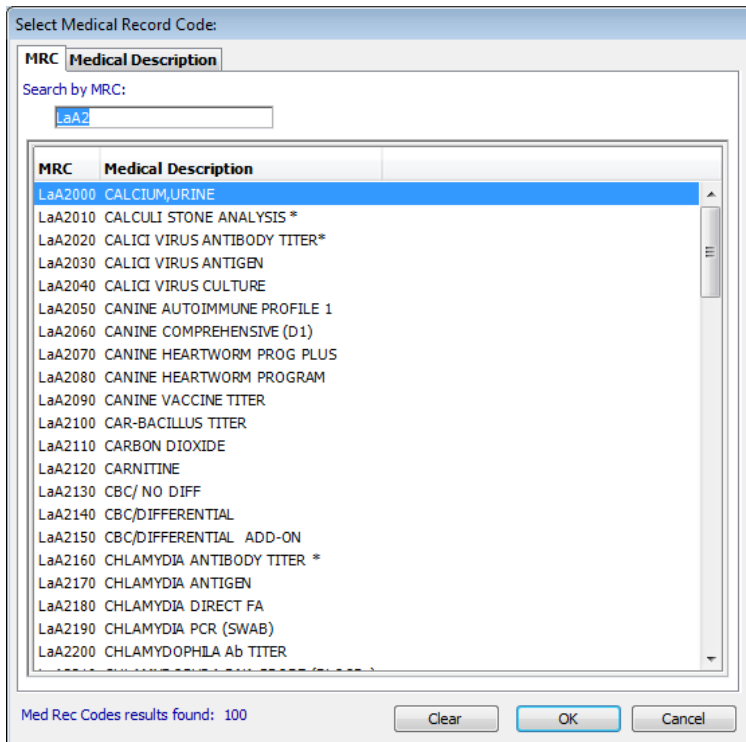 Select Medical Record Code:
MRC Medical Description
Search by MRC:
LaA2
MRC Medical Description
LaA2000 CALCIUM,URINE
LaA2010 CALCULI STONE ANALYSIS *
LaA2020 CALICI VIRUS ANTIBODY TITER*
LaA2030 CALICI VIRUS ANTIGEN
LaA2040 CALICI VIRUS CULTURE
LaA2050 CANINE AUTOIMMUNE PROFILE 1
LaA2060 CANINE COMPREHENSIVE (D1)
LaA2070 CANINE HEARTWORM PROG PLUS
LaA2080 CANINE HEARTWORM PROGRAM
LaA2090 CANINE VACCINE TITER
LaA2100 CAR-BACILLUS TITER
LaA2110 CARBON DIOXIDE
LaA2120 CARNITINE
LaA2130 CBC/ NO DIFF
LaA2140 CBC/DIFFERENTIAL
LaA2150 CBC/DIFFERENTIAL  ADD-ON
LaA2160 CHLAMYDIA ANTIBODY TITER *
LaA2170 CHLAMYDIA ANTIGEN
LaA2180 CHLAMYDIA DIRECT FA
LaA2190 CHLAMYDIA PCR (SWAB)
LaA2200 CHLAMYDOPHILA Ab TITER
Med Rec Codes results found: 100
Clear OK Cancel